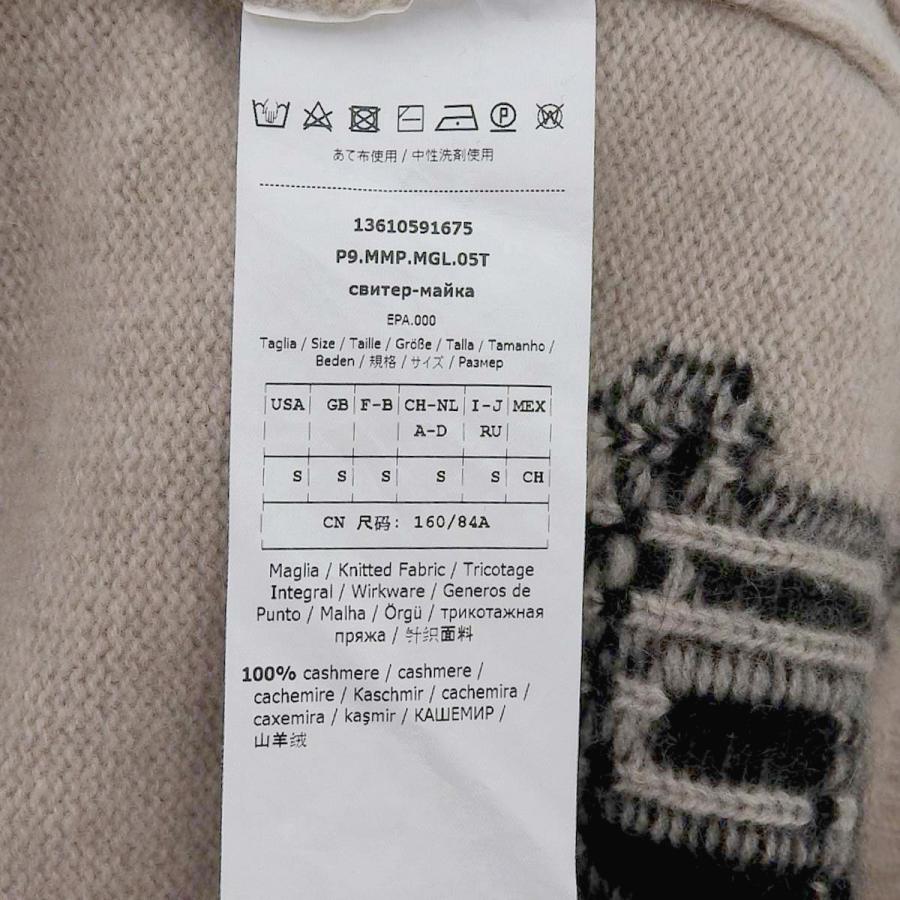 P
W
あて布使用 / 中性洗剤使用
13610591675
P9.MMP.MGL.05T
свитер-майка
EPA.000
Taglia / Size / Taille / Größe / Talla / Tamanho /
Beden / 規格 / サイズ / Размер
USA GB F-B CH-NL I-J MEX
A-D RU
S S S S S CH
CN 尺码: 160/84A
Maglia / Knitted Fabric / Tricotage
Integral / Wirkware / Generos de
Punto / Malha / Örgü / трикотажная
пряжа / 针织面料
100% cashmere / cashmere /
cachemire / Kaschmir / cachemira /
caxemira / kaşmir / КАШЕМИР /
山羊绒